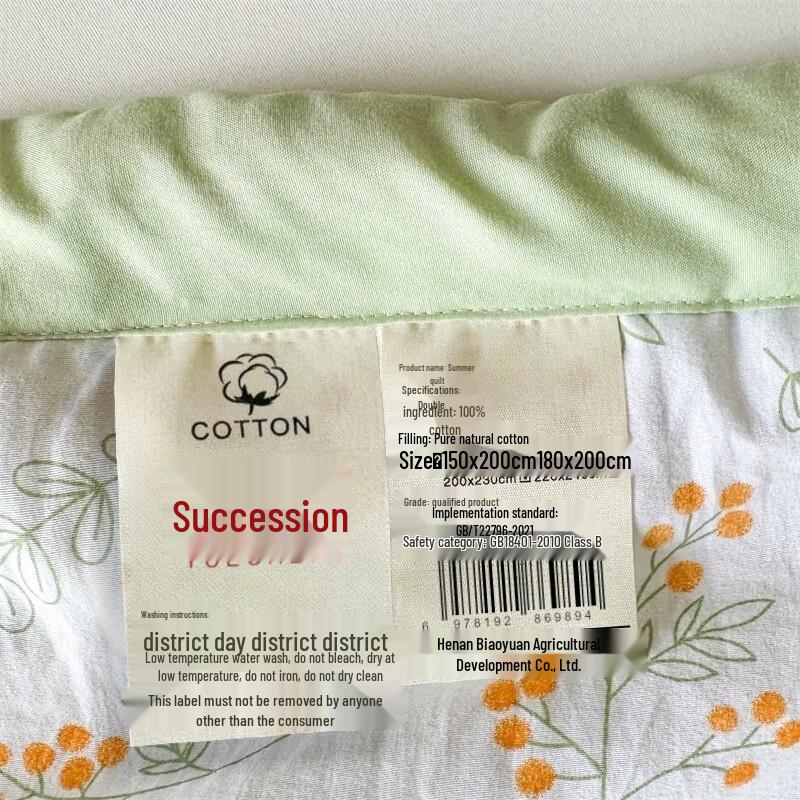 COTTON
Succession
Washing instructions:
district day district district
Low temperature water wash, do not bleach, dry at
low temperature, do not iron, do not dry clean
This label must not be removed by anyone
other than the consumer
Product name: Summer
quilt
Specifications:
Double
ingredient: 100%
cotton
Filling: Pure natural cotton
Size 150x200cm180x200cm
200x230cm
Grade: qualified product
Implementation standard:
GB/T22796-2021
Safety category: GB18401-2010 Class B
6 978192 869894
Henan Biaoyuan Agricultural
Development Co., Ltd.